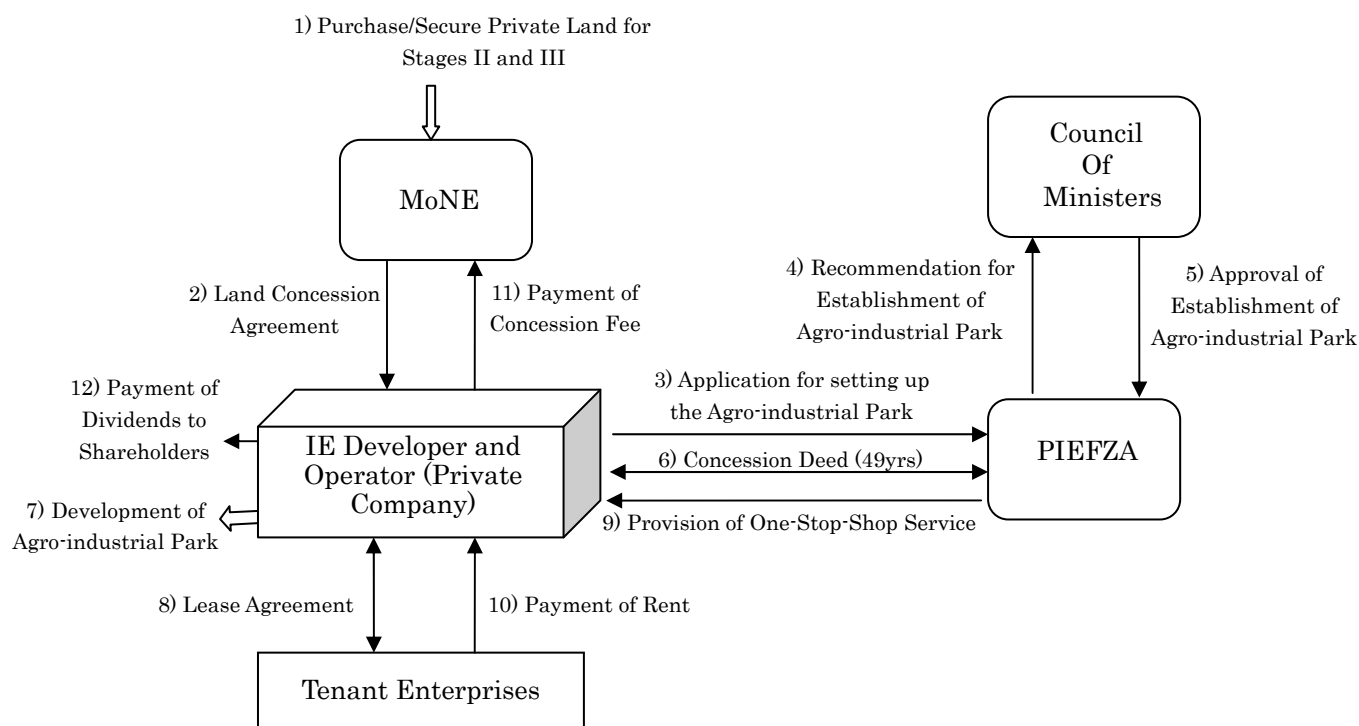 1) Purchase/Secure Private Land for
Stages II and III
MoNE
Council
Of
Ministers
2) Land Concession
Agreement
11) Payment of
Concession Fee
4) Recommendation for
Establishment of
Agro-industrial Park
5) Approval of
Establishment of
Agro-industrial Park
12) Payment of
Dividends to
Shareholders
3) Application for setting up
the Agro-industrial Park
IE Developer and
Operator (Private
Company)
6) Concession Deed (49yrs)
PIEFZA
7) Development of
Agro-industrial Park
9) Provision of One-Stop-Shop Service
8) Lease Agreement
10) Payment of Rent
Tenant Enterprises